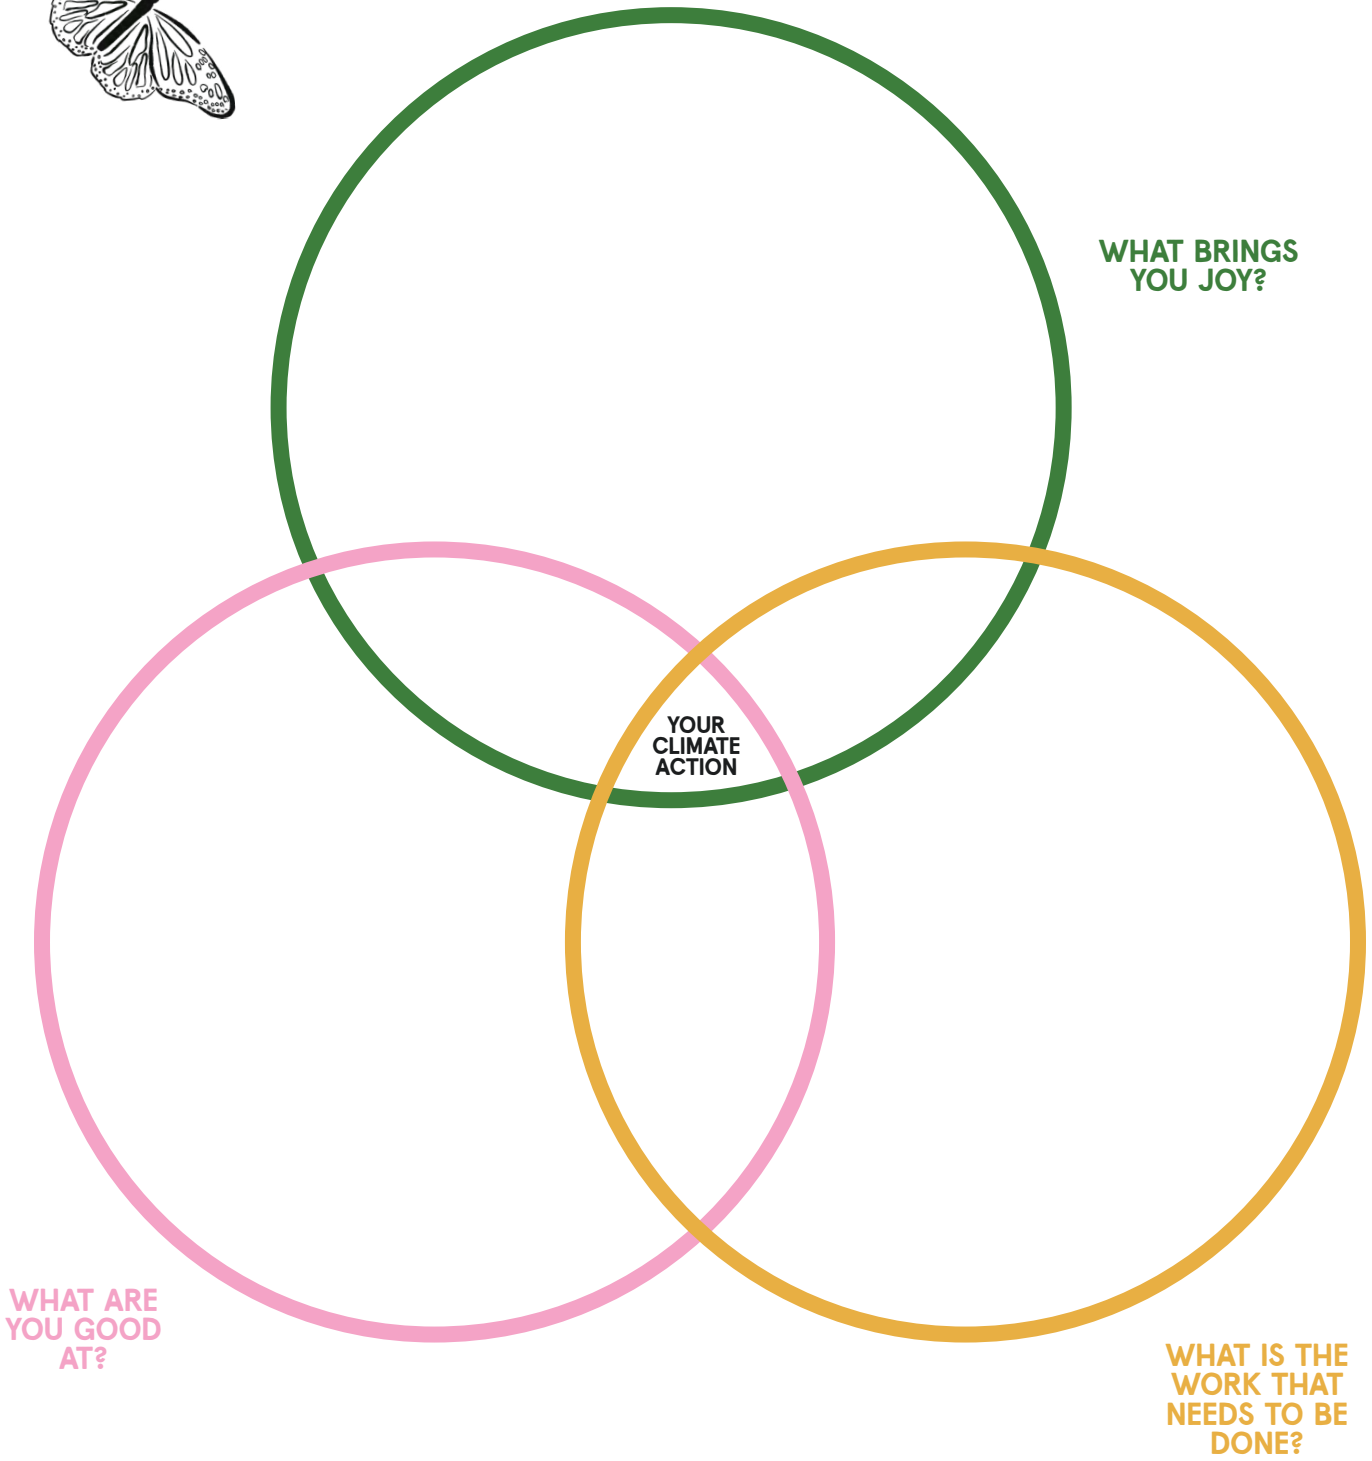 WHAT BRINGS
YOU JOY?
YOUR
CLIMATE
ACTION
WHAT ARE
YOU GOOD
AT?
WHAT IS THE
WORK THAT
NEEDS TO BE
DONE?